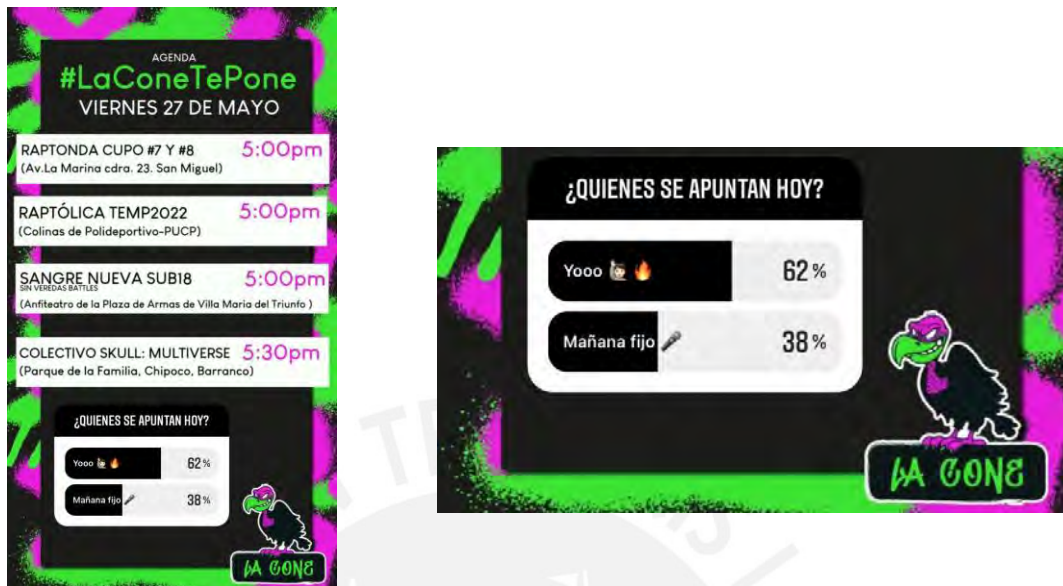 AGENDA
#LaConeTePone
VIERNES 27 DE MAYO
RAPTONDA CUPO #7 Y #8 5:00pm
(Av.La Marina cdra. 23. San Miguel)
RAPTÓLICA TEMP2022 5:00pm
(Colinas de Polideportivo-PUCP)
SANGRE NUEVA SUB18 5:00pm
SIN VEREDAS BATTLES
(Anfiteatro de la Plaza de Armas de Villa Maria del Triunfo )
COLECTIVO SKULL: MULTIVERSE 5:30pm
(Parque de la Familia, Chipoco, Barranco)
¿QUIENES SE APUNTAN HOY?
Yooo 🙋🏻‍♂️🔥 62%
Mañana fijo 🎤 38%
LA CONE
¿QUIENES SE APUNTAN HOY?
Yooo 🙋🏻‍♂️🔥 62%
Mañana fijo 🎤 38%
LA CONE